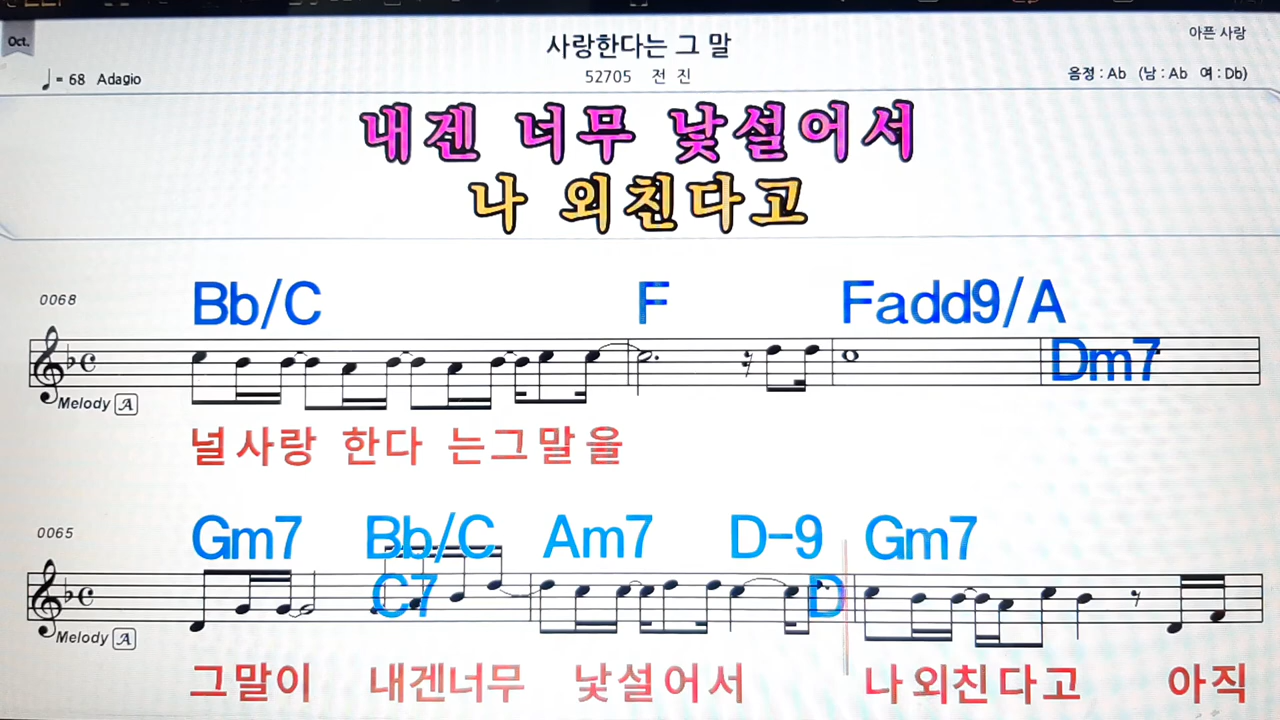 Oct.
사랑한다는 그 말
아픈 사랑
♩ = 68 Adagio
52705 전 진
음정 : Ab (남 : Ab 여 : Db)
내겐 너무 낯설어서
나 외친다고
0068
Bb/C F Fadd9/A
Dm7
Melody A
널사랑 한다 는그말을
0065
Gm7 Bb/C Am7 D-9 Gm7
C7 D
Melody A
그말이 내겐너무 낯설어서 나외친다고 아직